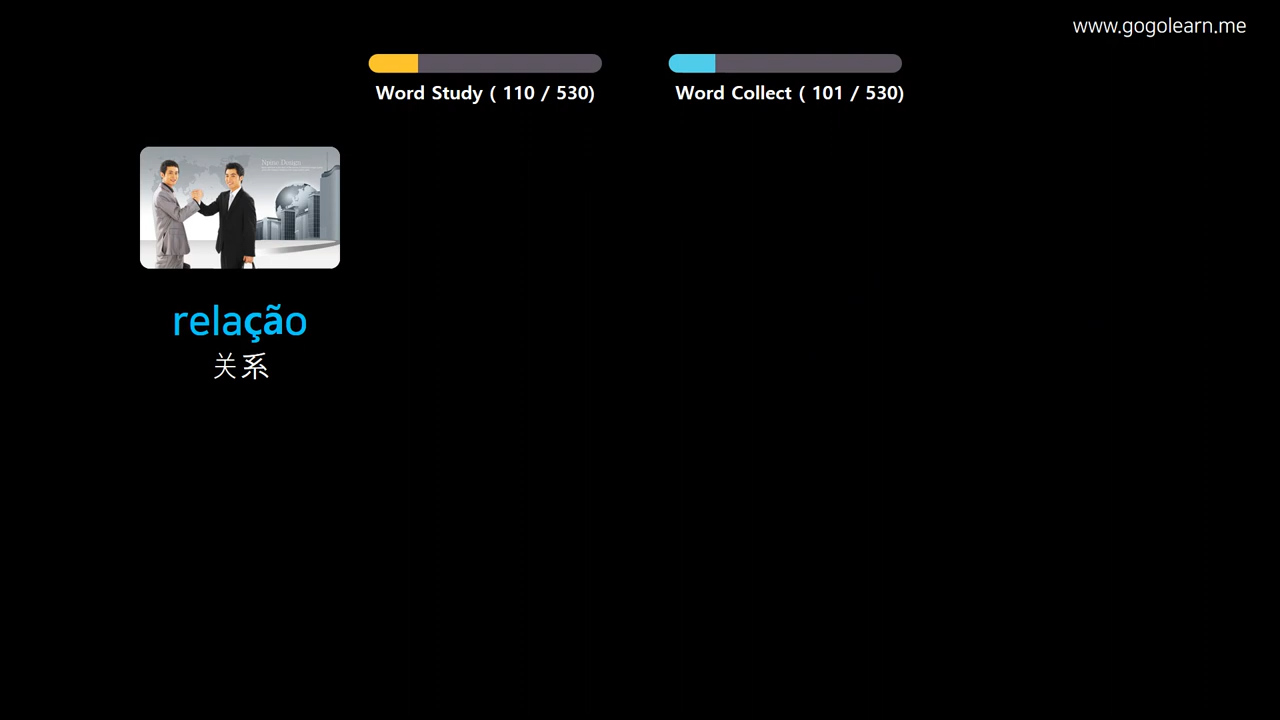 www.gogolearn.me
Word Study ( 110 / 530)
Word Collect ( 101 / 530)
relação
关系